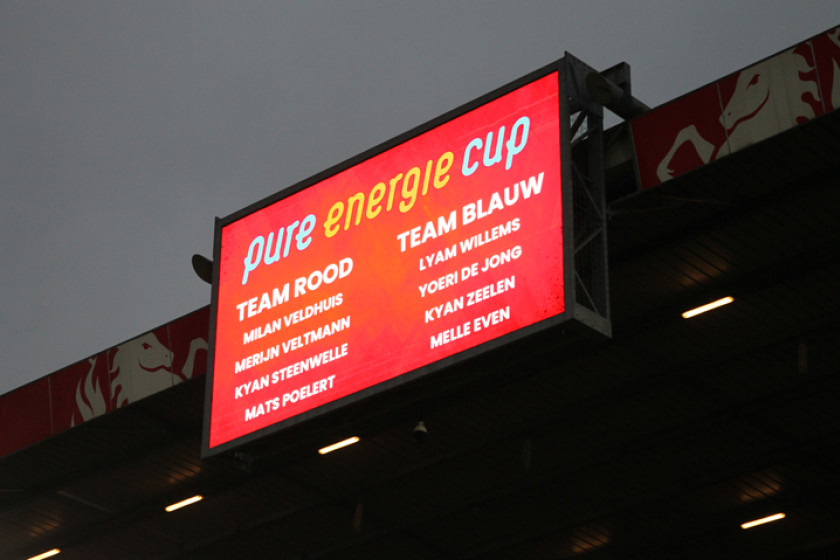 pure energie cup
TEAM ROOD
MILAN VELDHUIS
MERIJN VELTMANN
KYAN STEENWELLE
MATS POELERT
TEAM BLAUW
LYAM WILLEMS
YOERI DE JONG
KYAN ZEELEN
MELLE EVEN